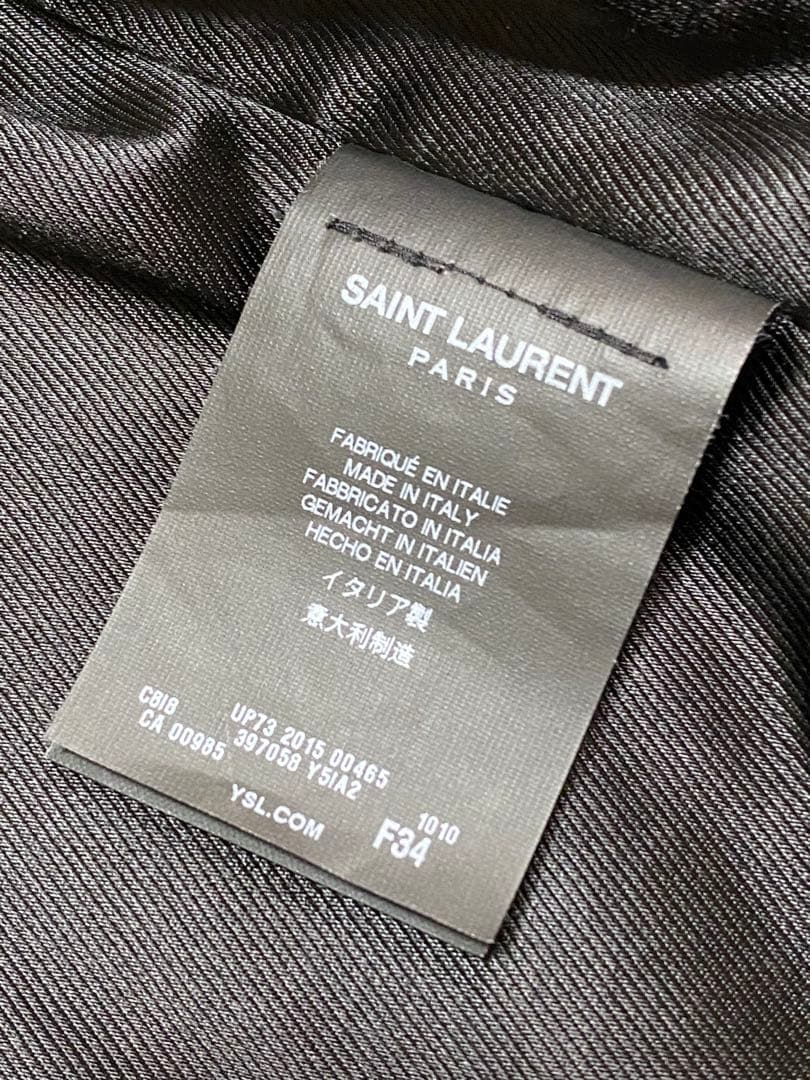 SAINT LAURENT
PARIS
FABRIQUÉ EN ITALIE
MADE IN ITALY
FABBRICATO IN ITALIA
GEMACHT IN ITALIEN
HECHO EN ITALIA
イタリア製
意大利制造
C818 UP73 2015 00465
CA 00985 397058 Y5IA2
YSL.COM F34 1010